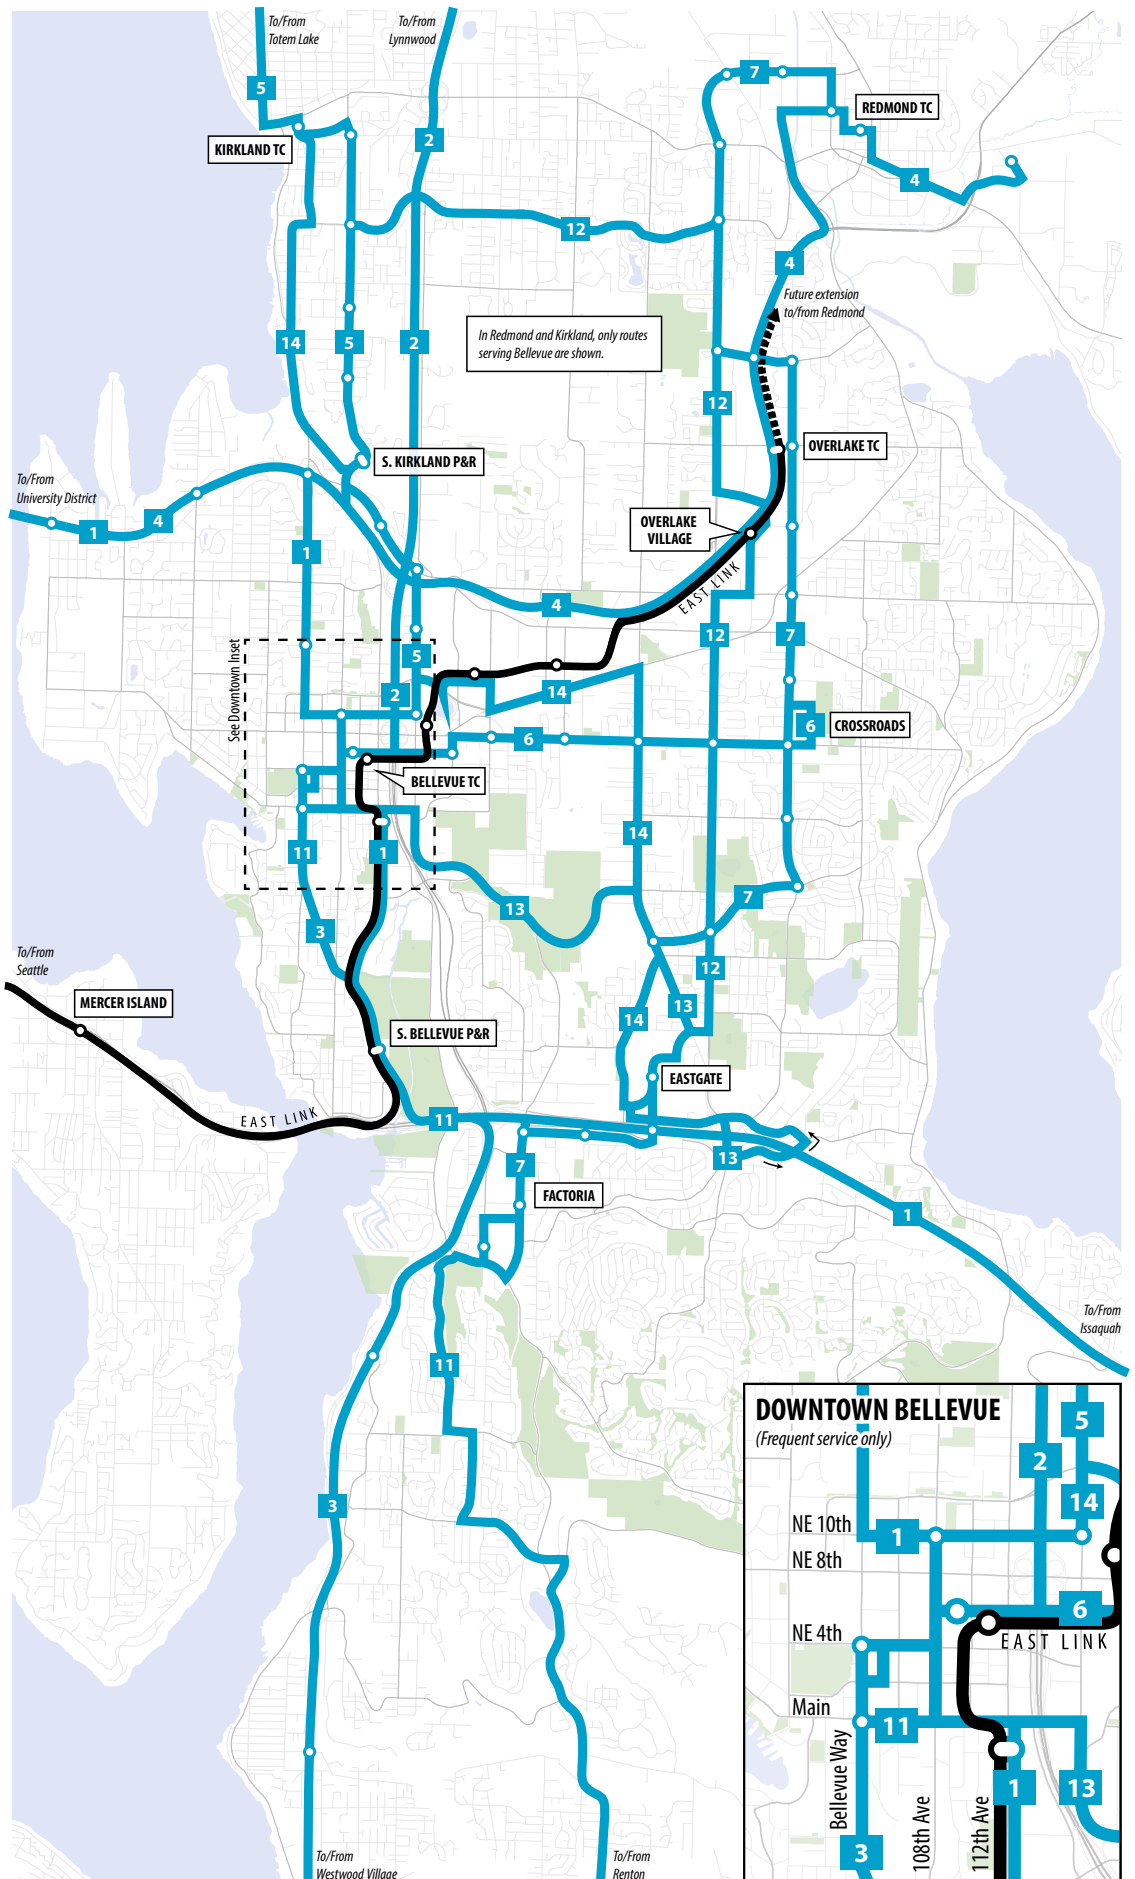 To/From
Totem Lake
To/From
Lynnwood
7
5
REDMOND TC
KIRKLAND TC
2
4
12
4
Future extension
to/from Redmond
In Redmond and Kirkland, only routes
serving Bellevue are shown.
14
5
2
12
OVERLAKE TC
S. KIRKLAND P&R
To/From
University District
1
4
OVERLAKE
VILLAGE
1
EAST LINK
4
12
7
See Downtown Inset
5
2
14
6
6
CROSSROADS
BELLEVUE TC
14
11
1
7
13
3
To/From
Seattle
12
MERCER ISLAND
13
14
S. BELLEVUE P&R
EASTGATE
EAST LINK
11
13
7
FACTORIA
1
To/From
Issaquah
11
3
To/From
Westwood Village
To/From
Renton
DOWNTOWN BELLEVUE
(Frequent service only)
5
2
14
NE 10th
1
NE 8th
6
NE 4th
EAST LINK
Main
11
Bellevue Way
1
13
108th Ave
112th Ave
3